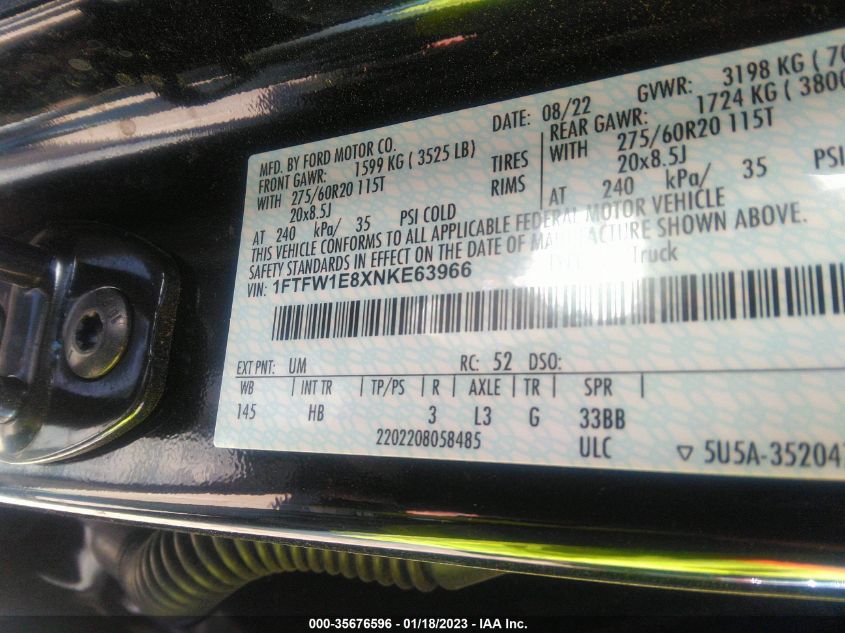 MFD. BY FORD MOTOR CO.
DATE: 08/22
GVWR: 3198 KG
FRONT GAWR: 1599 KG ( 3525 LB)
REAR GAWR: 1724 KG ( 3800
WITH 275/60R20 115T
TIRES
WITH 275/60R20 115T
20x8.5J
RIMS
20x8.5J
AT 240 kPa/ 35 PSI COLD
AT 240 kPa/ 35 PSI
THIS VEHICLE CONFORMS TO ALL APPLICABLE FEDERAL MOTOR VEHICLE
SAFETY STANDARDS IN EFFECT ON THE DATE OF MANUFACTURE SHOWN ABOVE.
VIN: 1FTFW1E8XNKE63966
Truck
EXT PNT: UM
RC: 52 DSO:
WB | INT TR | TP/PS | R | AXLE | TR | SPR
145 HB 3 L3 G 33BB
2202208058485
ULC
▽ 5U5A-35204
000-35676596 - 01/18/2023 - IAA Inc.